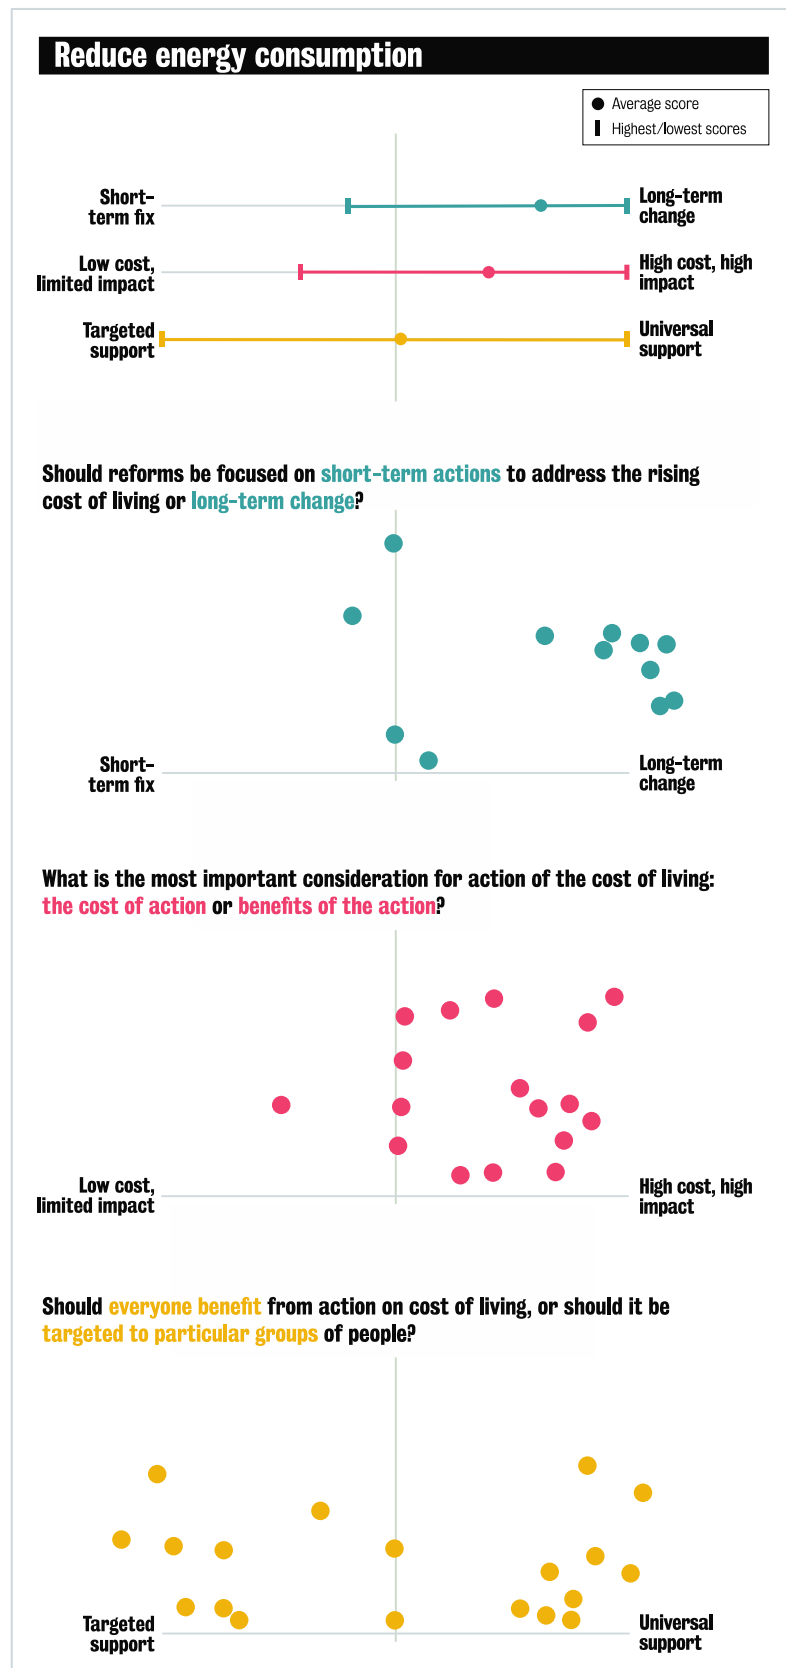 Reduce energy consumption
Average score
Highest/lowest scores
Short-
term fix
Long-term
change
Low cost,
limited impact
High cost, high
impact
Targeted
support
Universal
support
Should reforms be focused on short-term actions to address the rising
cost of living or long-term change?
Short-
term fix
Long-term
change
What is the most important consideration for action of the cost of living:
the cost of action or benefits of the action?
Low cost,
limited impact
High cost, high
impact
Should everyone benefit from action on cost of living, or should it be
targeted to particular groups of people?
Targeted
support
Universal
support